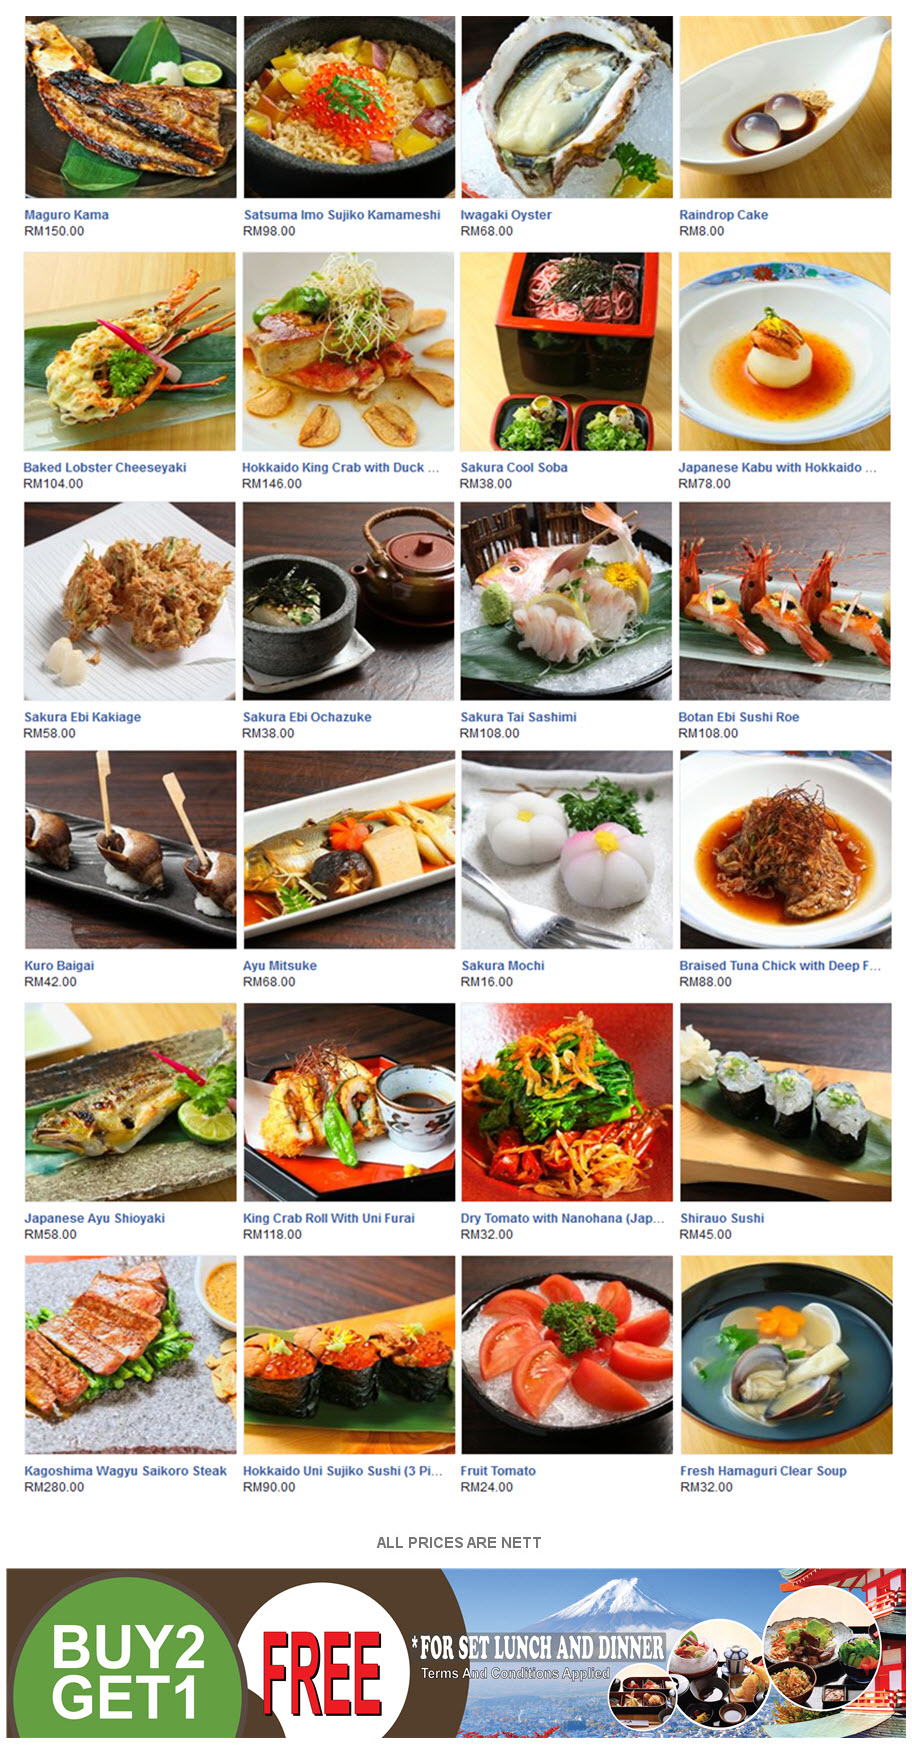 Maguro Kama
RM150.00
Satsuma Imo Sujiko Kamameshi
RM98.00
Iwagaki Oyster
RM68.00
Raindrop Cake
RM8.00
Baked Lobster Cheeseyaki
RM104.00
Hokkaido King Crab with Duck ...
RM146.00
Sakura Cool Soba
RM38.00
Japanese Kabu with Hokkaido ...
RM78.00
Sakura Ebi Kakiage
RM58.00
Sakura Ebi Ochazuke
RM38.00
Sakura Tai Sashimi
RM108.00
Botan Ebi Sushi Roe
RM108.00
Kuro Baigai
RM42.00
Ayu Mitsuke
RM68.00
Sakura Mochi
RM16.00
Braised Tuna Chick with Deep F...
RM88.00
Japanese Ayu Shioyaki
RM58.00
King Crab Roll With Uni Furai
RM118.00
Dry Tomato with Nanohana (Jap...
RM32.00
Shirauo Sushi
RM45.00
Kagoshima Wagyu Saikoro Steak
RM280.00
Hokkaido Uni Sujiko Sushi (3 Pi...
RM90.00
Fruit Tomato
RM24.00
Fresh Hamaguri Clear Soup
RM32.00
ALL PRICES ARE NETT
BUY2
GET1
FREE
*FOR SET LUNCH AND DINNER
Terms And Conditions Applied